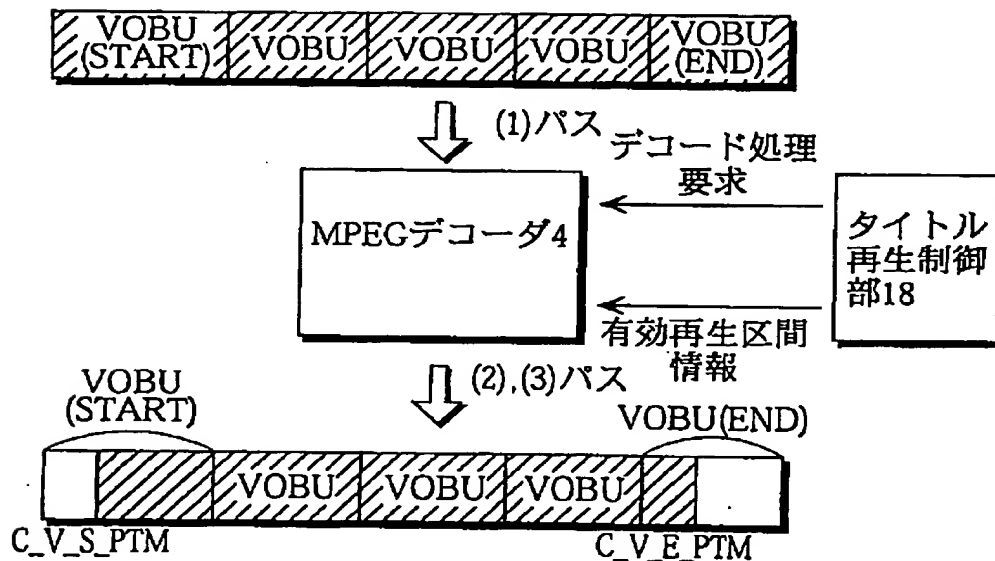 VOBU
(START)
VOBU
VOBU
VOBU
VOBU
(END)
(1)パス
デコード処理
要求
MPEGデコーダ4
タイトル
再生制御
部18
有効再生区間
情報
(2),(3)パス
VOBU
(START)
VOBU(END)
VOBU
VOBU
VOBU
C_V_S_PTM
C_V_E_PTM